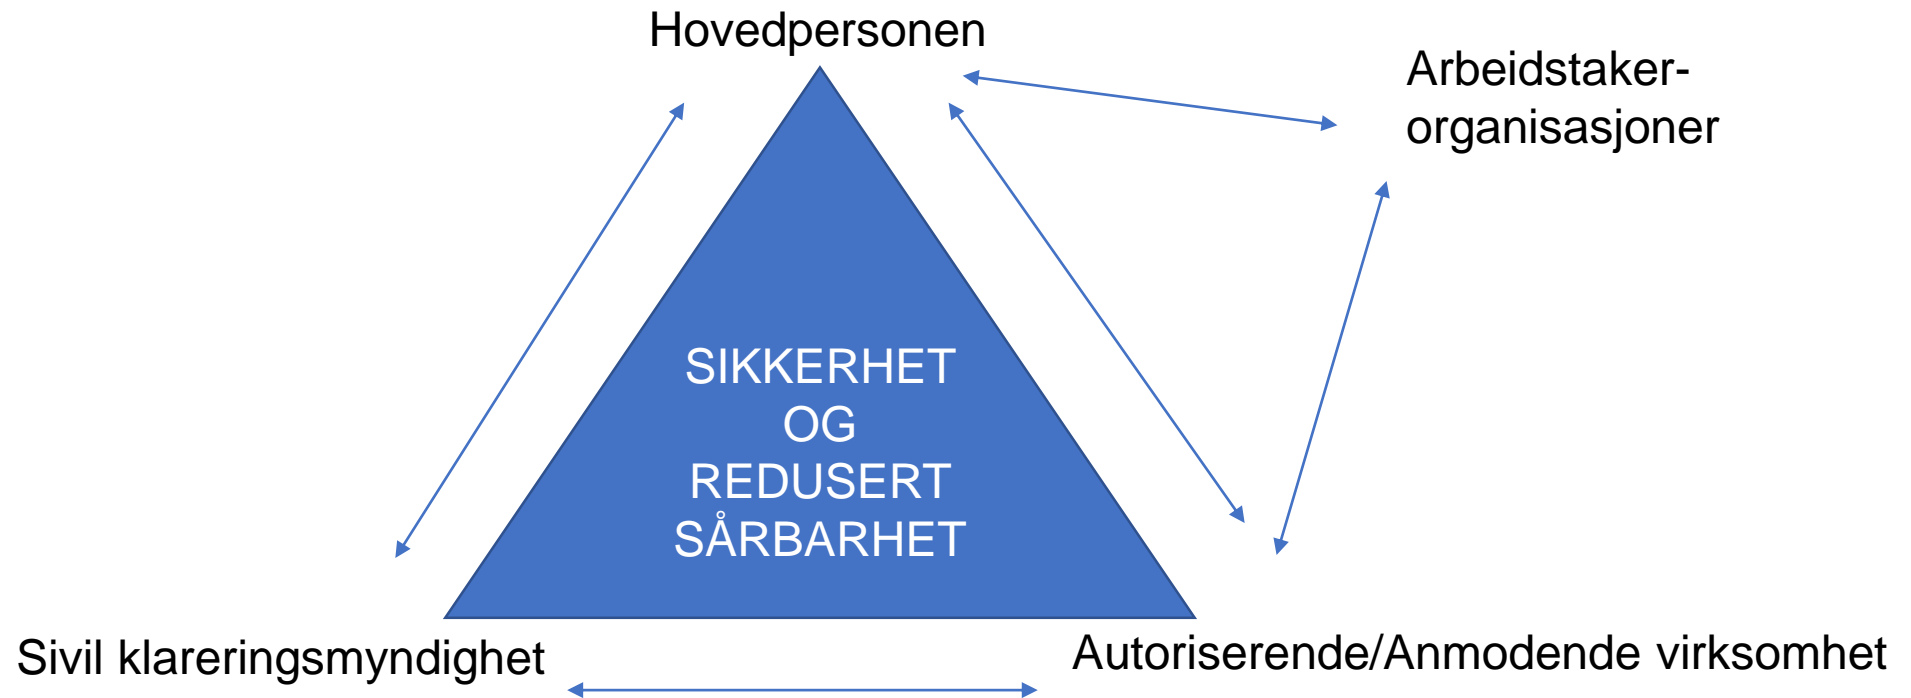 Hovedpersonen
Arbeidstaker-
organisasjoner
SIKKERHET
OG
REDUSERT
SÅRBARHET
Sivil klareringsmyndighet
Autoriserende/Anmodende virksomhet